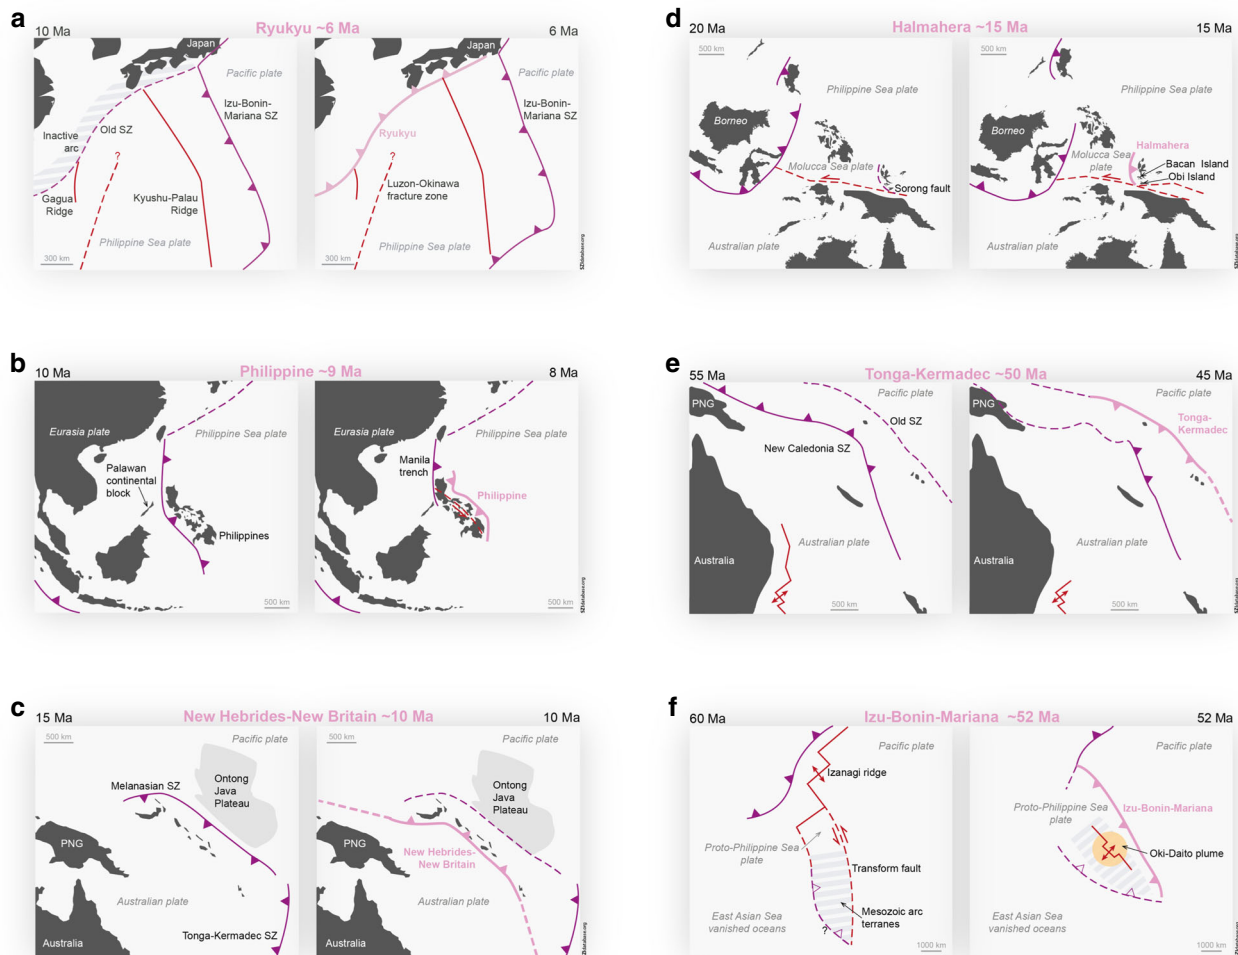 a
Ryukyu ~6 Ma
10 Ma
6 Ma
Japan
Pacific plate
Izu-Bonin-
Mariana SZ
Old SZ
Inactive
arc
?
Gagua
Ridge
Kyushu-Palau
Ridge
Philippine Sea plate
300 km
Japan
Pacific plate
Izu-Bonin-
Mariana SZ
Ryukyu
?
Luzon-Okinawa
fracture zone
Philippine Sea plate
300 km
SZdatabase.org
d
Halmahera ~15 Ma
20 Ma
15 Ma
500 km
Philippine Sea plate
Borneo
Molucca Sea plate
Sorong fault
Australian plate
500 km
Philippine Sea plate
Borneo
Halmahera
Molucca Sea
plate
Bacan Island
Obi Island
Australian plate
SZdatabase.org
b
Philippine ~9 Ma
10 Ma
8 Ma
Eurasia plate
Philippine Sea plate
Palawan
continental
block
Philippines
500 km
Eurasia plate
Philippine Sea plate
Manila
trench
Philippine
500 km
SZdatabase.org
e
Tonga-Kermadec ~50 Ma
55 Ma
45 Ma
PNG
Pacific plate
Old SZ
New Caledonia SZ
Australian plate
Australia
500 km
PNG
Pacific plate
Tonga-
Kermadec
Australian plate
Australia
500 km
SZdatabase.org
c
New Hebrides-New Britain ~10 Ma
15 Ma
10 Ma
500 km
Pacific plate
Melanasian SZ
Ontong
Java
Plateau
PNG
Australian plate
Tonga-Kermadec SZ
Australia
500 km
Pacific plate
Ontong
Java
Plateau
PNG
New Hebrides-
New Britain
Australian plate
Australia
SZdatabase.org
f
Izu-Bonin-Mariana ~52 Ma
60 Ma
52 Ma
Pacific plate
Izanagi ridge
Proto-Philippine Sea
plate
Transform fault
Mesozoic arc
terranes
East Asian Sea
vanished oceans
?
1000 km
Pacific plate
Proto-Philippine Sea
plate
Izu-Bonin-Mariana
Oki-Daito plume
East Asian Sea
vanished oceans
1000 km
SZdatabase.org